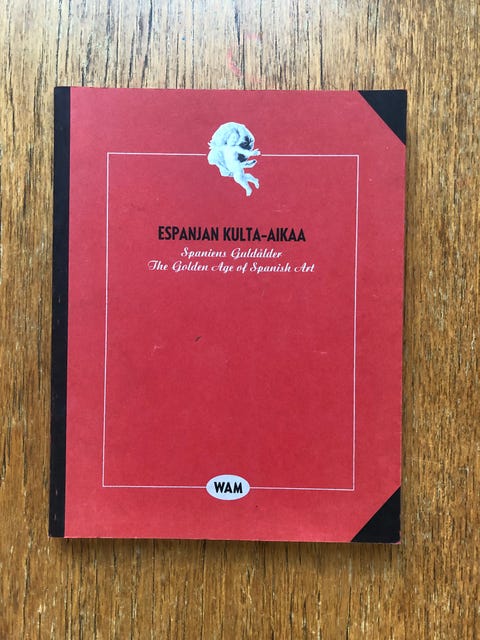 ESPANJAN KULTA-AIKAA
Spaniens Guldålder
The Golden Age of Spanish Art
WAM